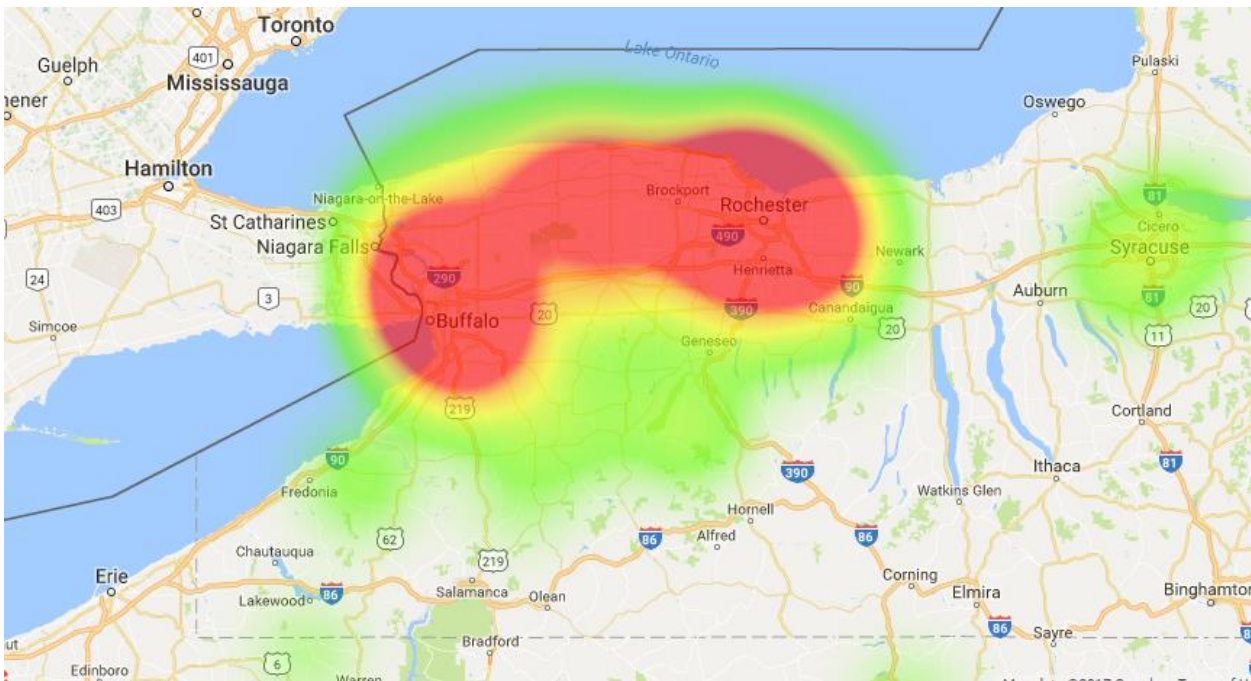 Toronto
401
Guelph
Mississauga
Lake Ontario
Pulaski
Oswego
Hamilton
403
Niagara-on-the-Lake
St Catharines
Niagara Falls
Brockport
Rochester
490
Henrietta
81
Cicero
Syracuse
Newark
24
3
290
90
81
Auburn
Simcoe
Buffalo
20
390
Canandaigua
20
20
11
Geneseo
219
Cortland
90
Fredonia
390
Ithaca
81
Watkins Glen
Hornell
62
86
Alfred
86
Chautauqua
219
Erie
86
Lakewood
Salamanca
Olean
Corning
Elmira
Binghamton
86
Sayre
Bradford
6
Edinboro
Warren